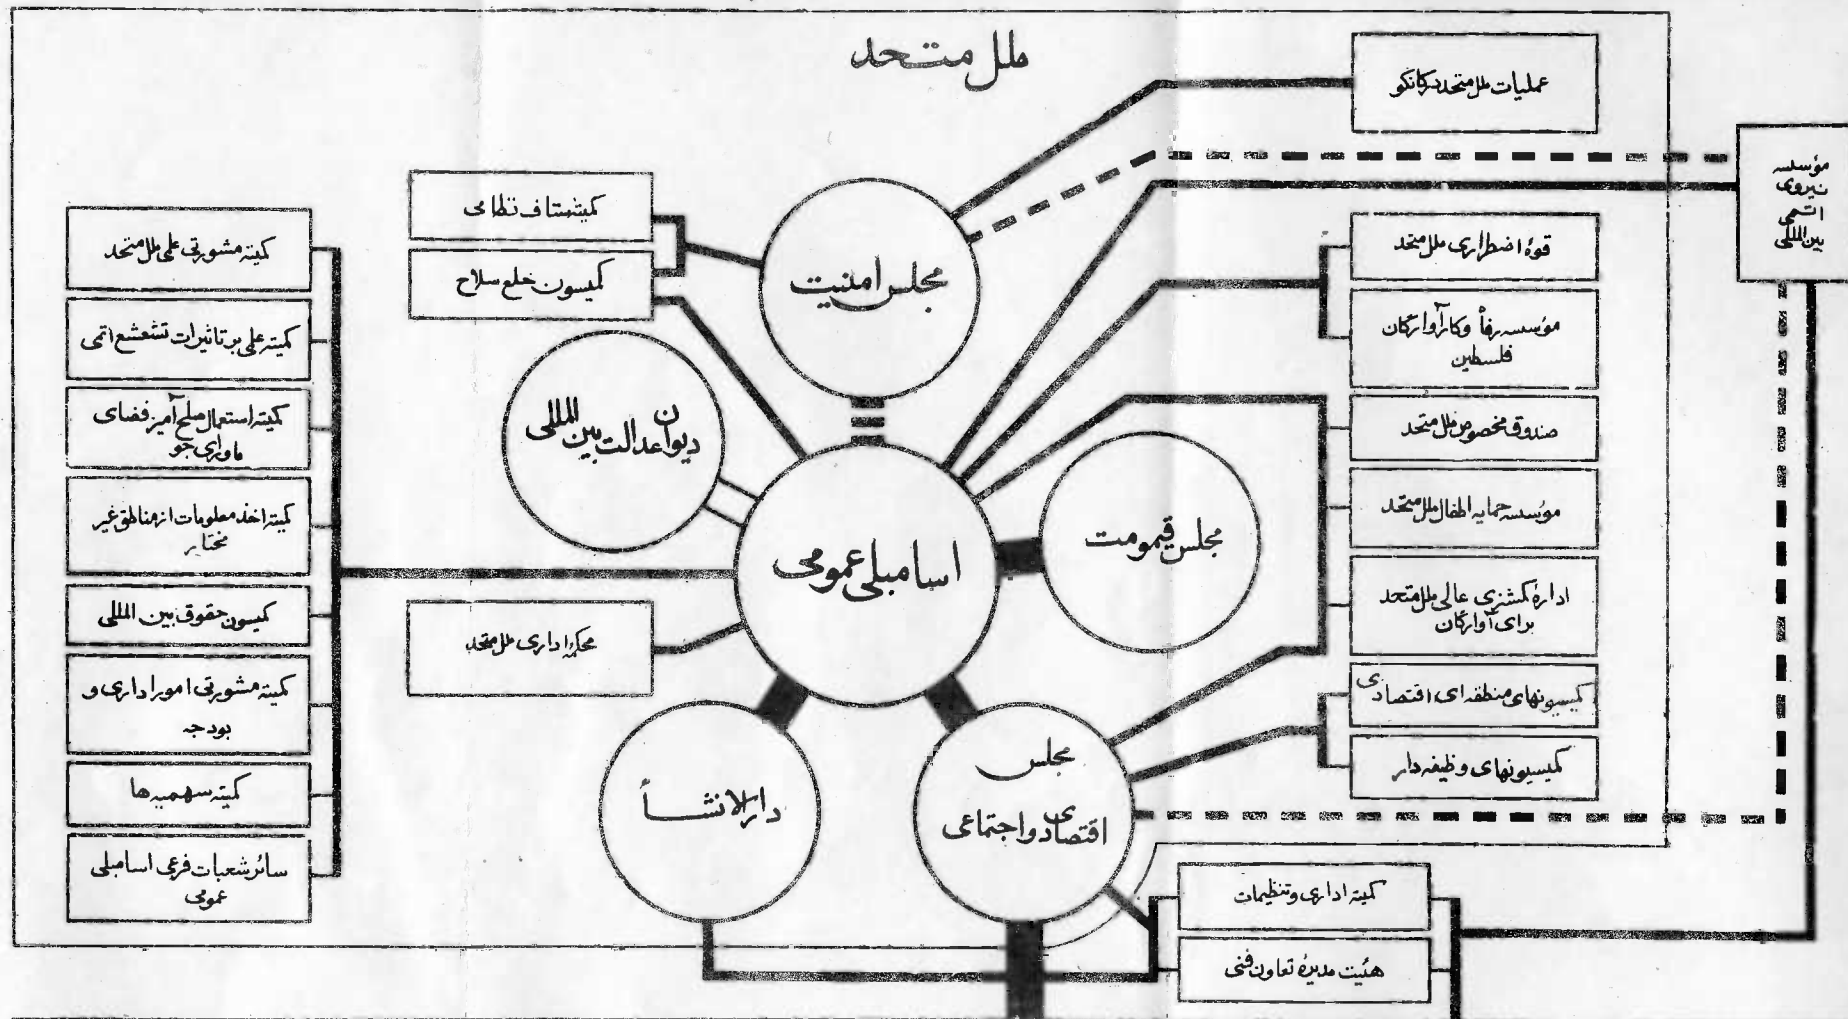 ملل متحد
عملیات ملل متحد در کانگو
مؤسسه
نیروی
اتمی
بین المللی
کمیته ستاف نظامی
کمیسون خلع سلاح
مجلس امنیت
قوهٔ اضطراری ملل متحد
مؤسسه رفأ و کار آوارگان
فلسطین
کمیته مشورتی علمی ملل متحد
کمیته علمی بر تاثیرات تشعشع اتمی
کمیته استعمال صلح آمیز فضای
ماورای جو
کمیته اخذ معلومات از مناطق غیر
مختار
کمیسون حقوق بین المللی
کمیته مشورتی امور اداری و
بودجه
کمیته سهمیه ها
سائر شعبات فرعی اسامبلی
عمومی
دیوان عدالت بین المللی
صندوق مخصوص ملل متحد
مؤسسه حمایه اطفال ملل متحد
ادارهٔ کمشنری عالی ملل متحد
برای آوارگان
مجلس قیمومت
اسامبلی عمومی
محکمهٔ اداری ملل متحد
کمیسیونهای منطقه ای اقتصادی
کمیسیونهای وظیفه دار
دارالانشأ
مجلس
اقتصادی و اجتماعی
کمیته اداری و تنظیمات
هئیت مدیرهٔ تعاون فنی